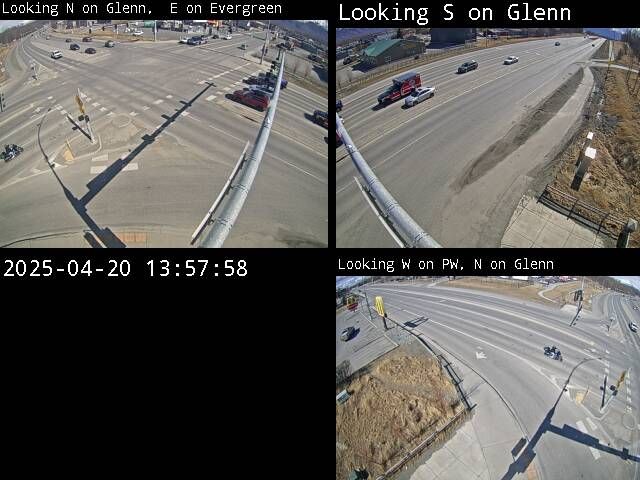 Looking N on Glenn,  E on Evergreen
Looking S on Glenn
2025-04-20 13:57:58
Looking W on PW, N on Glenn